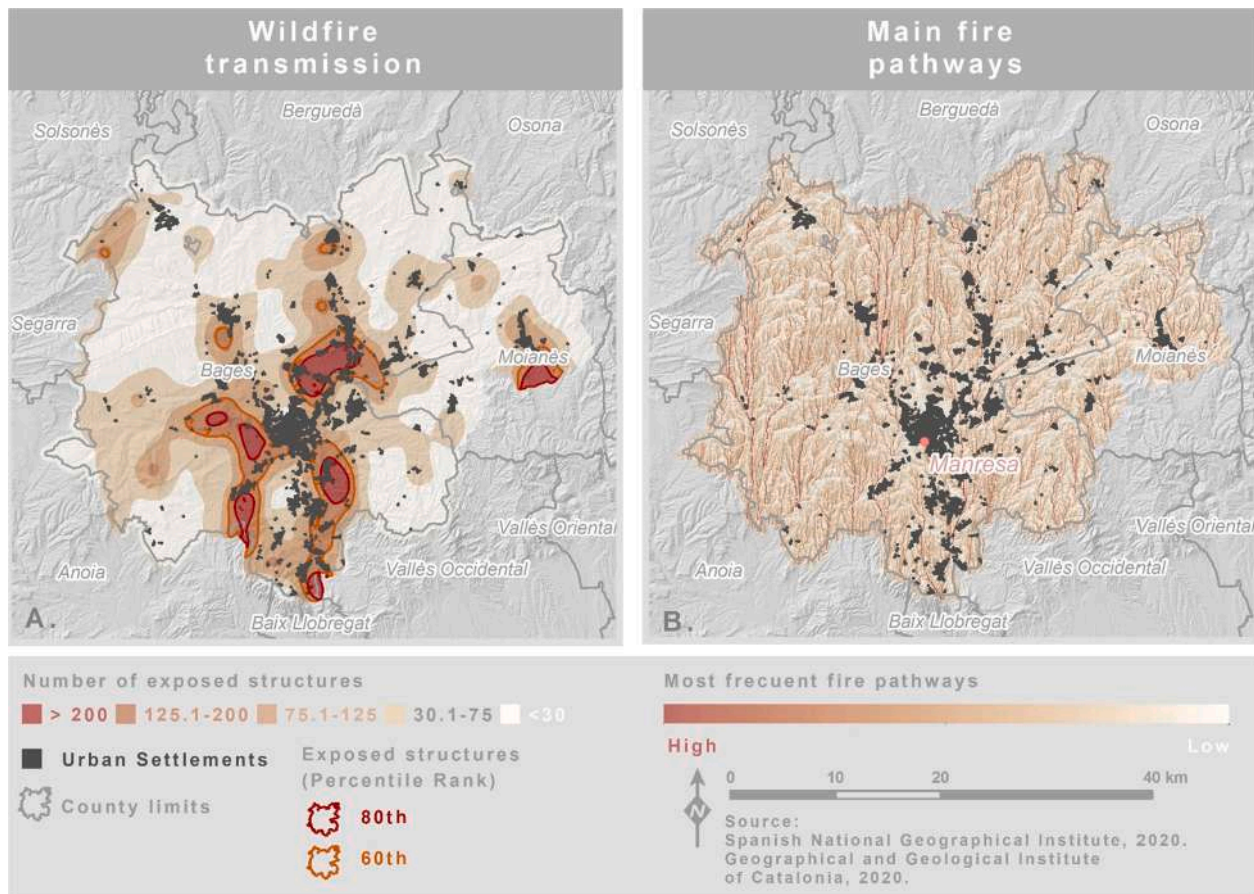 Wildfire
transmission
Main fire
pathways
Solsonès
Berguedà
Osona
Segarra
Bages
Moianès
Anoia
Vallès Oriental
Vallès Occidental
Baix Llobregat
A.
Solsonès
Berguedà
Osona
Segarra
Bages
Moianès
Manresa
Anoia
Vallès Oriental
Vallès Occidental
Baix Llobregat
B.
Number of exposed structures
> 200 125.1-200 75.1-125 30.1-75 <30
Urban Settlements
County limits
Exposed structures
(Percentile Rank)
80th
60th
Most frecuent fire pathways
High Low
N
0 10 20 40 km
Source:
Spanish National Geographical Institute, 2020.
Geographical and Geological Institute
of Catalonia, 2020.